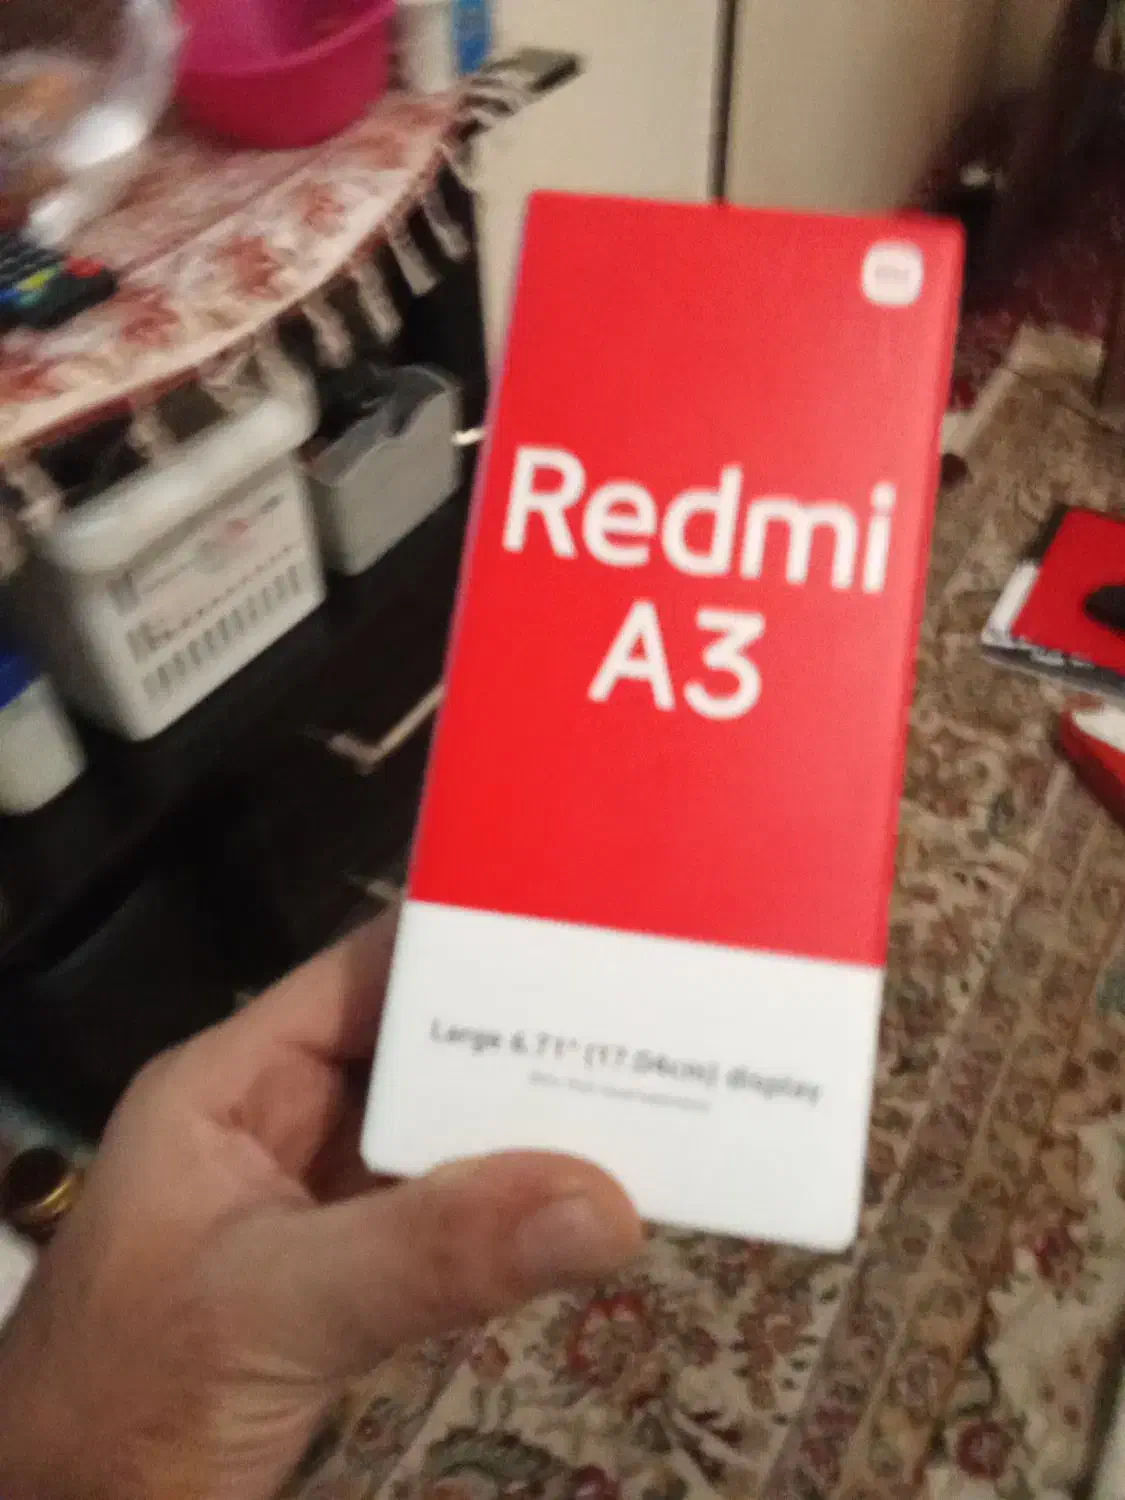 Redmi
A3
Large 6.71" (17.04cm) display